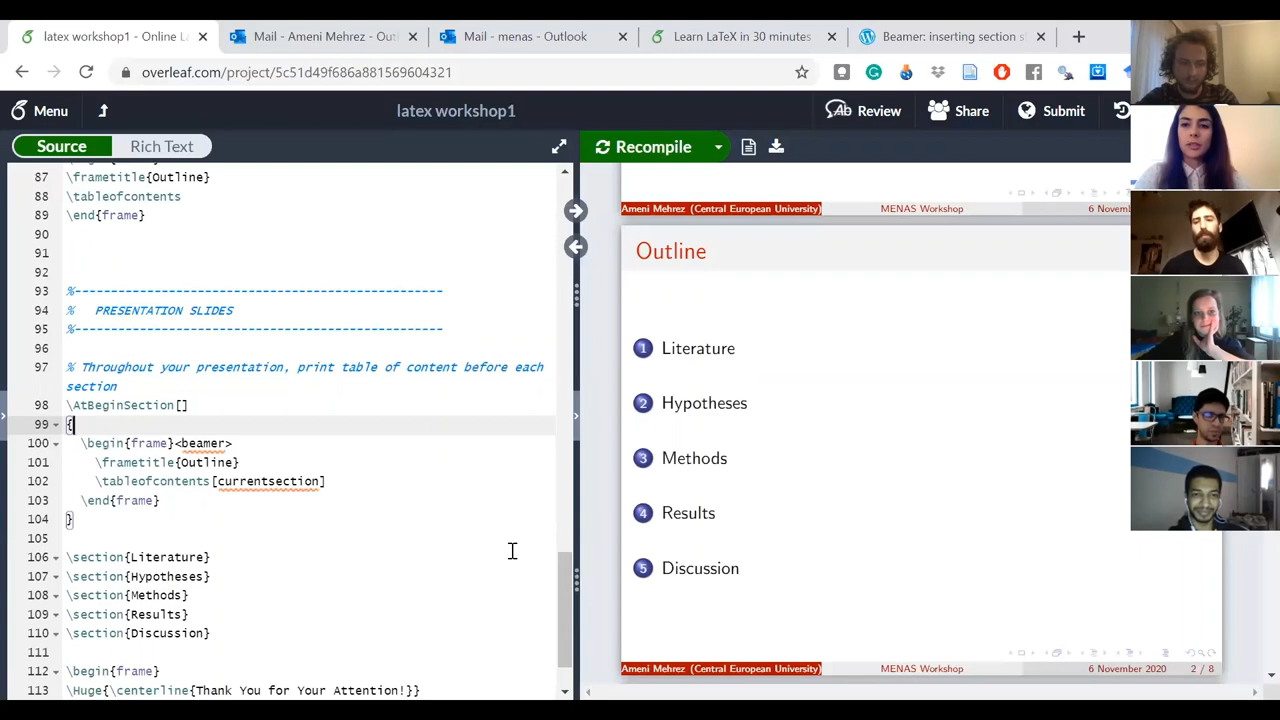 latex workshop1 - Online L
Mail - Ameni Mehrez - Out
Mail - menas - Outlook
Learn LaTeX in 30 minutes
Beamer: inserting section s
overleaf.com/project/5c51d49f686a881569604321
Menu
latex workshop1
Review
Share
Submit
Source
Rich Text
Recompile
87 \frametitle{Outline}
88 \tableofcontents
89 \end{frame}
90
91
92
93 %-----------------------------------------------------
94 % PRESENTATION SLIDES
95 %-----------------------------------------------------
96
97 % Throughout your presentation, print table of content before each
section
98 \AtBeginSection[]
99 {
100 \begin{frame}<beamer>
101 \frametitle{Outline}
102 \tableofcontents[currentsection]
103 \end{frame}
104 }
105
106 \section{Literature}
107 \section{Hypotheses}
108 \section{Methods}
109 \section{Results}
110 \section{Discussion}
111
112 \begin{frame}
113 \Huge{\centerline{Thank You for Your Attention!}}
Ameni Mehrez (Central European University) MENAS Workshop 6 Novem
Outline
1 Literature
2 Hypotheses
3 Methods
4 Results
5 Discussion
Ameni Mehrez (Central European University) MENAS Workshop 6 November 2020 2 / 8